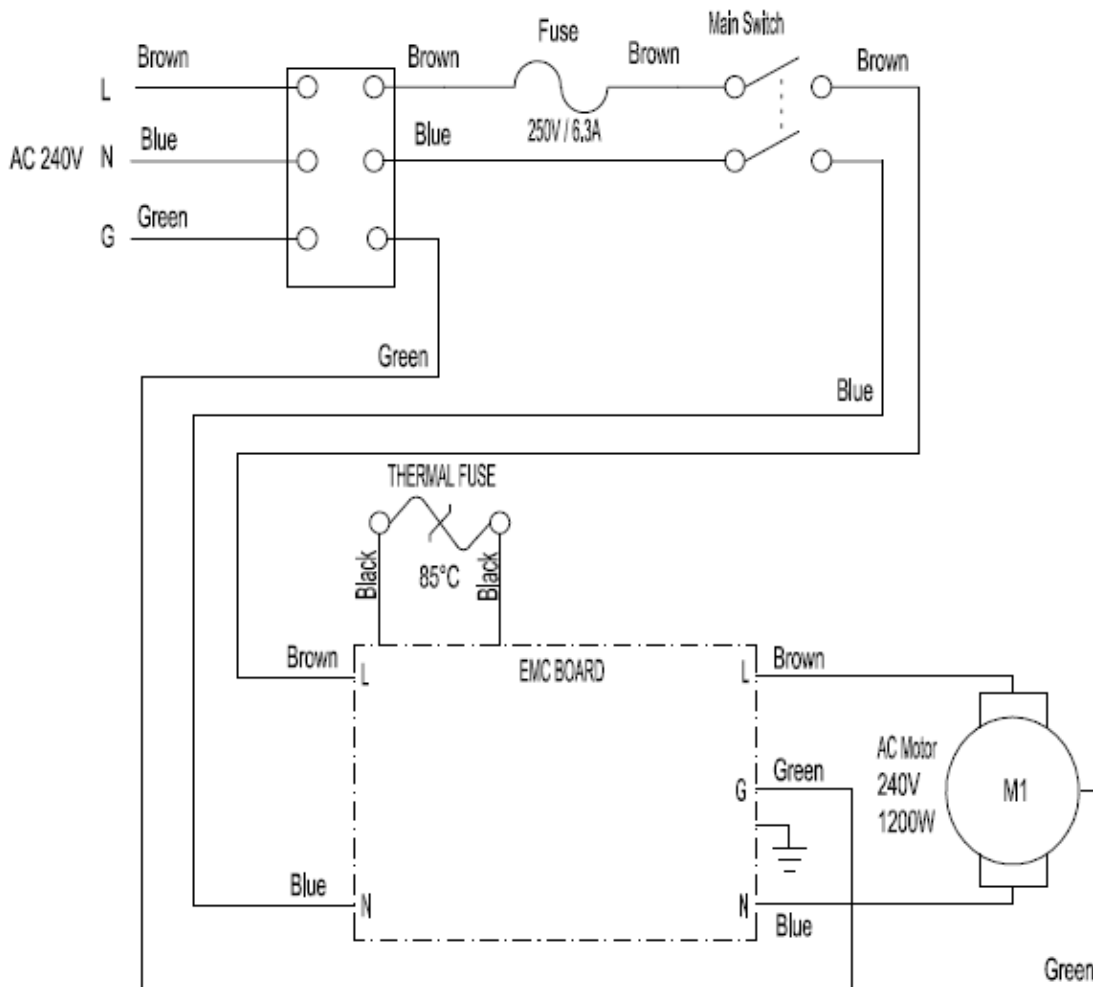 Main Switch
Fuse
Brown
Brown
Brown
Brown
L
250V / 6.3A
Blue
Blue
AC 240V
N
Green
G
Green
Blue
THERMAL FUSE
Black
85°C
Black
Brown
L
EMC BOARD
L
Brown
AC Motor
240V
1200W
M1
Green
G
Blue
N
N
Blue
Green